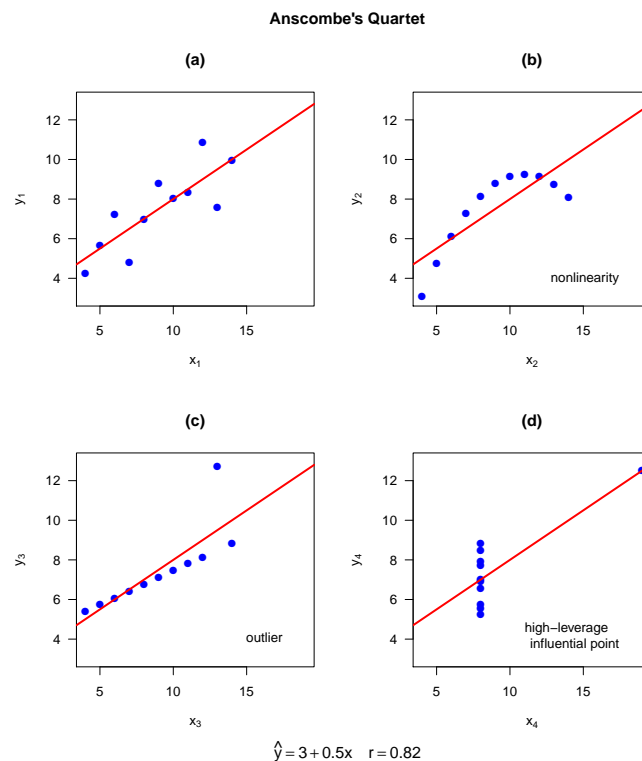 Anscombe's Quartet
(a)
y1
12
10
8
6
4
5 10 15
x1
(b)
y2
12
10
8
6
4
nonlinearity
5 10 15
x2
(c)
y3
12
10
8
6
4
outlier
5 10 15
x3
(d)
y4
12
10
8
6
4
high−leverage
influential point
5 10 15
x4
ŷ = 3 + 0.5x r = 0.82